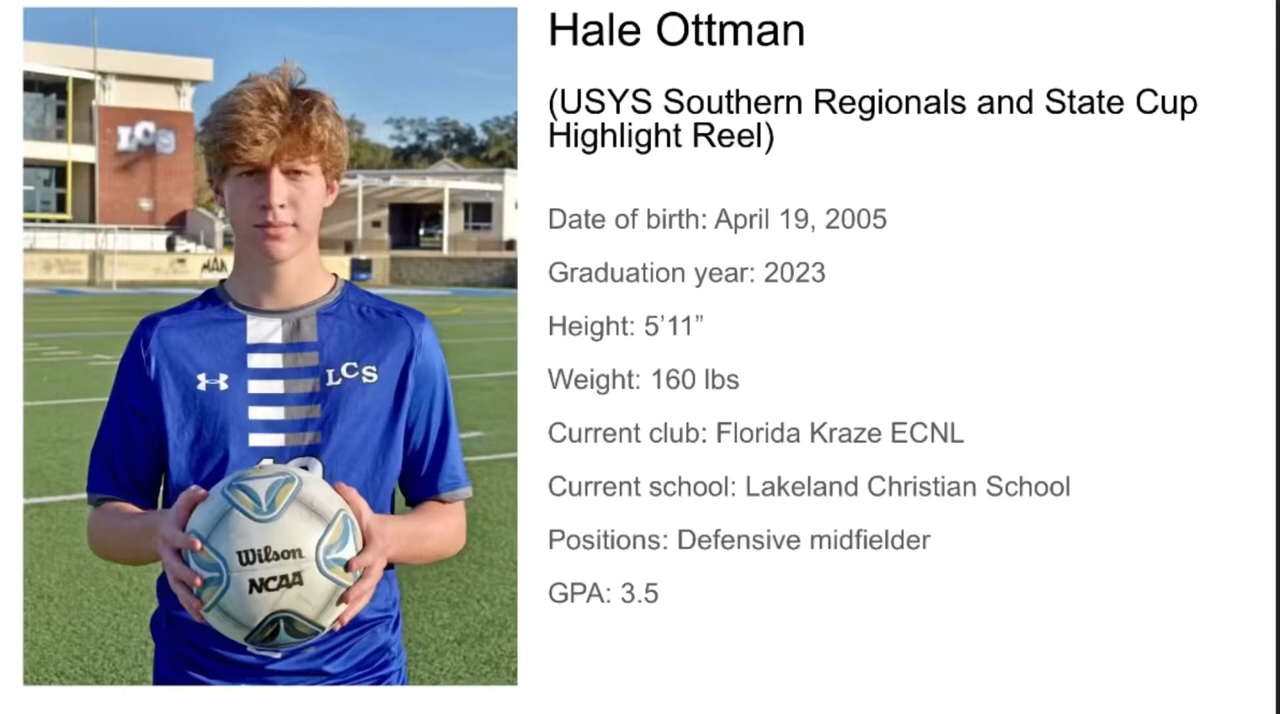 Hale Ottman
(USYS Southern Regionals and State Cup
Highlight Reel)
Date of birth: April 19, 2005
Graduation year: 2023
Height: 5’11”
Weight: 160 lbs
Current club: Florida Kraze ECNL
Current school: Lakeland Christian School
Positions: Defensive midfielder
GPA: 3.5
LCS
LCS
Wilson
NCAA